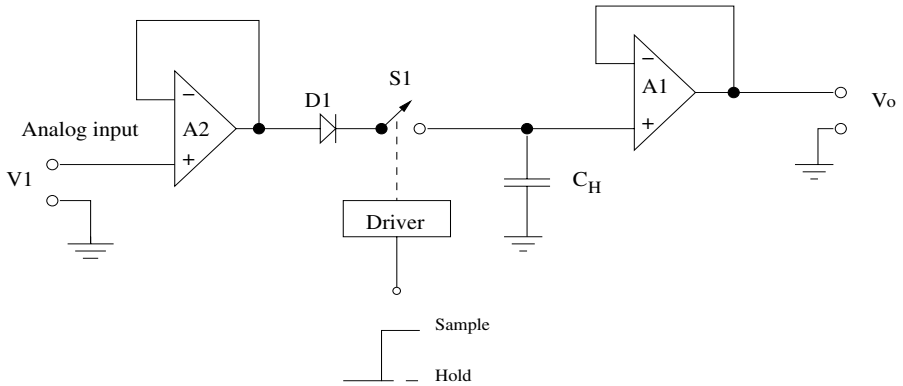 S1
D1
A1
Vo
Analog input
A2
V1
C_H
Driver
Sample
Hold